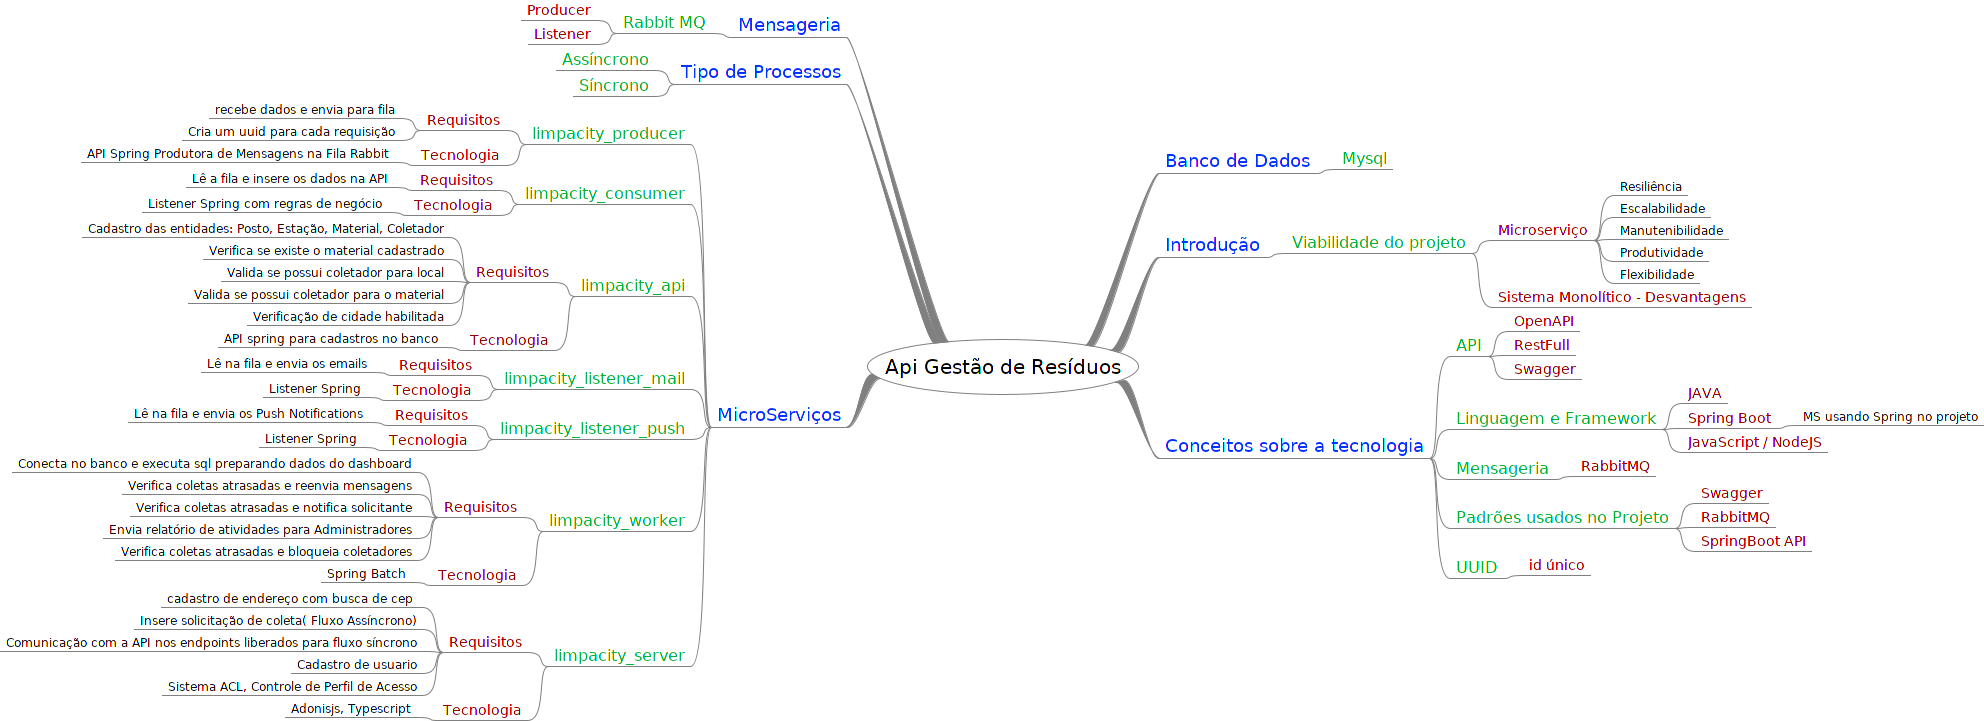 Api Gestão de Resíduos
Mensageria
Rabbit MQ
Producer
Listener
Tipo de Processos
Assíncrono
Síncrono
MicroServiços
limpacity_producer
Requisitos
recebe dados e envia para fila
Cria um uuid para cada requisição
Tecnologia
API Spring Produtora de Mensagens na Fila Rabbit
limpacity_consumer
Requisitos
Lê a fila e insere os dados na API
Tecnologia
Listener Spring com regras de negócio
limpacity_api
Requisitos
Cadastro das entidades: Posto, Estação, Material, Coletador
Verifica se existe o material cadastrado
Valida se possui coletador para local
Valida se possui coletador para o material
Verificação de cidade habilitada
Tecnologia
API spring para cadastros no banco
limpacity_listener_mail
Requisitos
Lê na fila e envia os emails
Tecnologia
Listener Spring
limpacity_listener_push
Requisitos
Lê na fila e envia os Push Notifications
Tecnologia
Listener Spring
limpacity_worker
Requisitos
Conecta no banco e executa sql preparando dados do dashboard
Verifica coletas atrasadas e reenvia mensagens
Verifica coletas atrasadas e notifica solicitante
Envia relatório de atividades para Administradores
Verifica coletas atrasadas e bloqueia coletadores
Tecnologia
Spring Batch
limpacity_server
Requisitos
cadastro de endereço com busca de cep
Insere solicitação de coleta( Fluxo Assíncrono)
Comunicação com a API nos endpoints liberados para fluxo síncrono
Cadastro de usuario
Sistema ACL, Controle de Perfil de Acesso
Tecnologia
Adonisjs, Typescript
Banco de Dados
Mysql
Introdução
Viabilidade do projeto
Microserviço
Resiliência
Escalabilidade
Manutenibilidade
Produtividade
Flexibilidade
Sistema Monolítico - Desvantagens
Conceitos sobre a tecnologia
API
OpenAPI
RestFull
Swagger
Linguagem e Framework
JAVA
Spring Boot
MS usando Spring no projeto
JavaScript / NodeJS
Mensageria
RabbitMQ
Padrões usados no Projeto
Swagger
RabbitMQ
SpringBoot API
UUID
id único